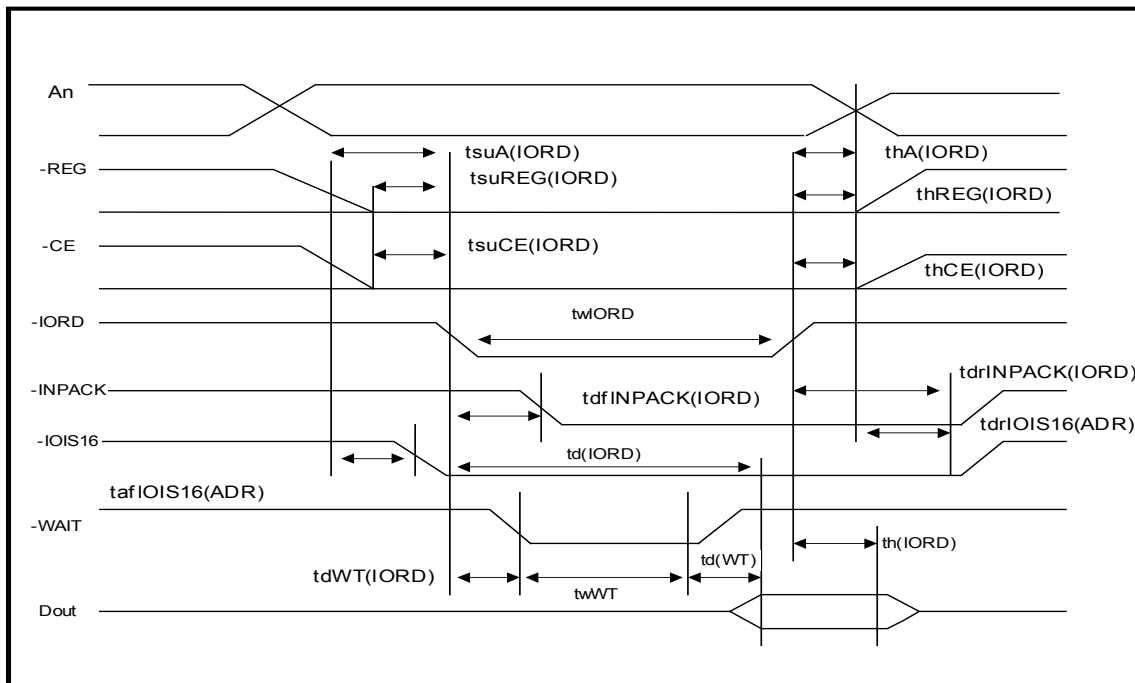 An
tsuA(IORD)
thA(IORD)
-REG
tsuREG(IORD)
thREG(IORD)
-CE
tsuCE(IORD)
thCE(IORD)
-IORD
twIORD
-INPACK
tdfINPACK(IORD)
tdrINPACK(IORD)
-IOIS16
tdrIOIS16(ADR)
td(IORD)
tafIOIS16(ADR)
-WAIT
td(WT)
th(IORD)
tdWT(IORD)
twWT
Dout